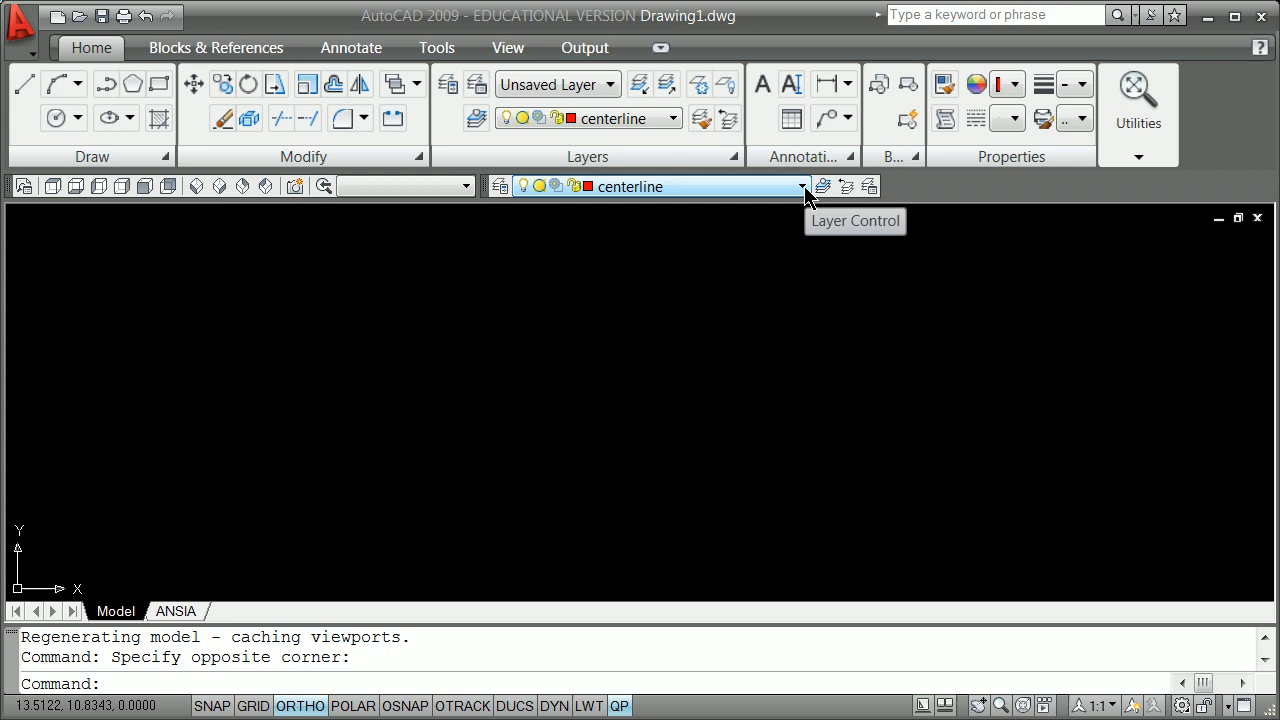 AutoCAD 2009 - EDUCATIONAL VERSION Drawing1.dwg
Type a keyword or phrase
Home Blocks & References Annotate Tools View Output
Unsaved Layer
centerline
Utilities
Draw Modify Layers Annotati... B... Properties
centerline
Layer Control
Y
X
Model ANSIA
Regenerating model - caching viewports.
Command: Specify opposite corner:
Command:
13.5122, 10.8343, 0.0000 SNAP GRID ORTHO POLAR OSNAP OTRACK DUCS DYN LWT QP 1:1